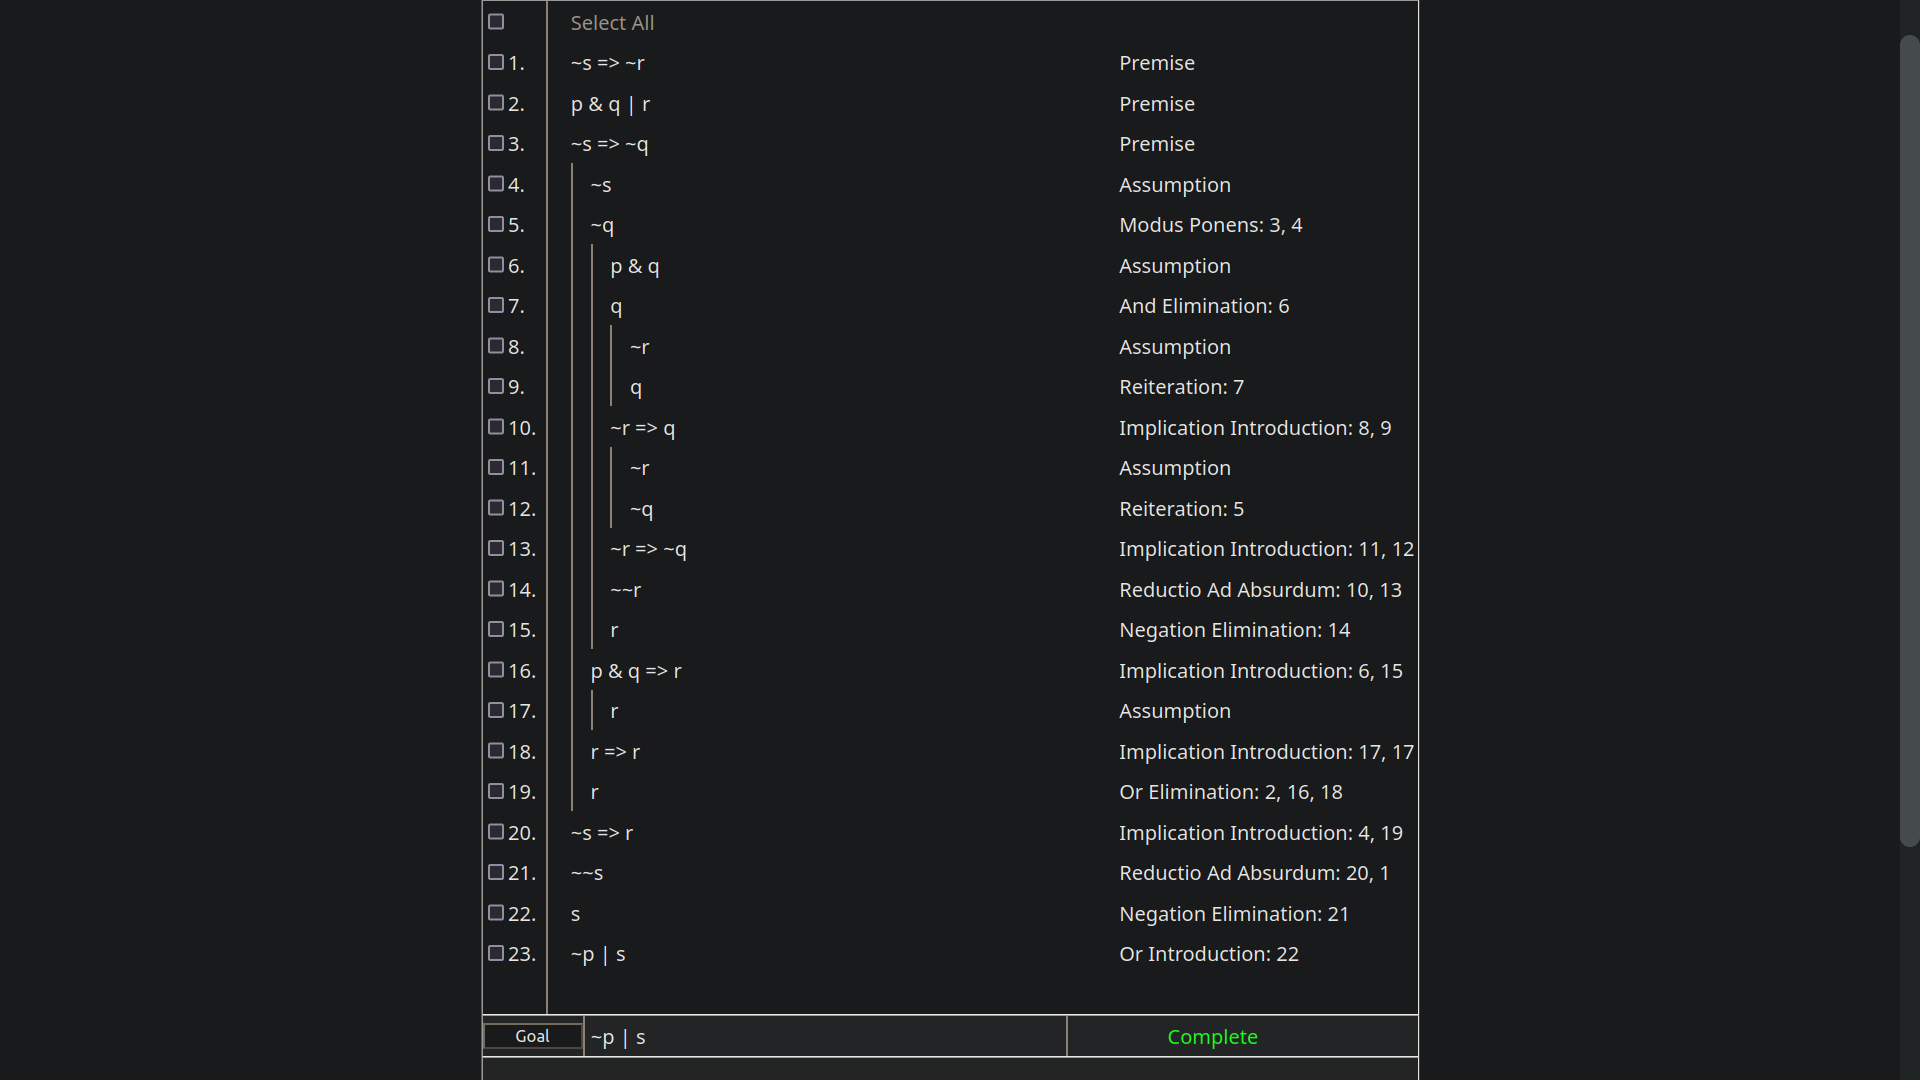 Select All
1. ~s => ~r Premise
2. p & q | r Premise
3. ~s => ~q Premise
4. ~s Assumption
5. ~q Modus Ponens: 3, 4
6. p & q Assumption
7. q And Elimination: 6
8. ~r Assumption
9. q Reiteration: 7
10. ~r => q Implication Introduction: 8, 9
11. ~r Assumption
12. ~q Reiteration: 5
13. ~r => ~q Implication Introduction: 11, 12
14. ~~r Reductio Ad Absurdum: 10, 13
15. r Negation Elimination: 14
16. p & q => r Implication Introduction: 6, 15
17. r Assumption
18. r => r Implication Introduction: 17, 17
19. r Or Elimination: 2, 16, 18
20. ~s => r Implication Introduction: 4, 19
21. ~~s Reductio Ad Absurdum: 20, 1
22. s Negation Elimination: 21
23. ~p | s Or Introduction: 22
Goal ~p | s Complete